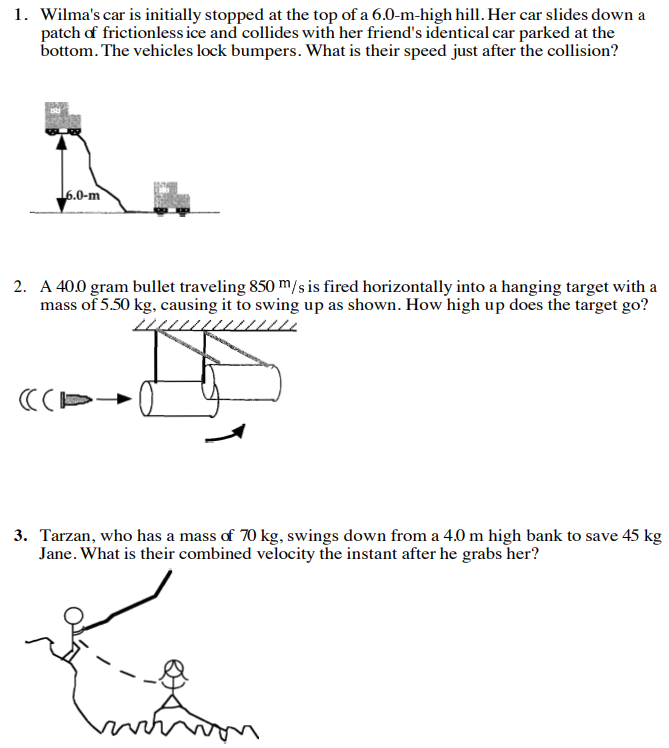 1. Wilma's car is initially stopped at the top of a 6.0-m-high hill. Her car slides down a
patch of frictionless ice and collides with her friend's identical car parked at the
bottom. The vehicles lock bumpers. What is their speed just after the collision?
6.0-m
2. A 40.0 gram bullet traveling 850 m/s is fired horizontally into a hanging target with a
mass of 5.50 kg, causing it to swing up as shown. How high up does the target go?
3. Tarzan, who has a mass of 70 kg, swings down from a 4.0 m high bank to save 45 kg
Jane. What is their combined velocity the instant after he grabs her?